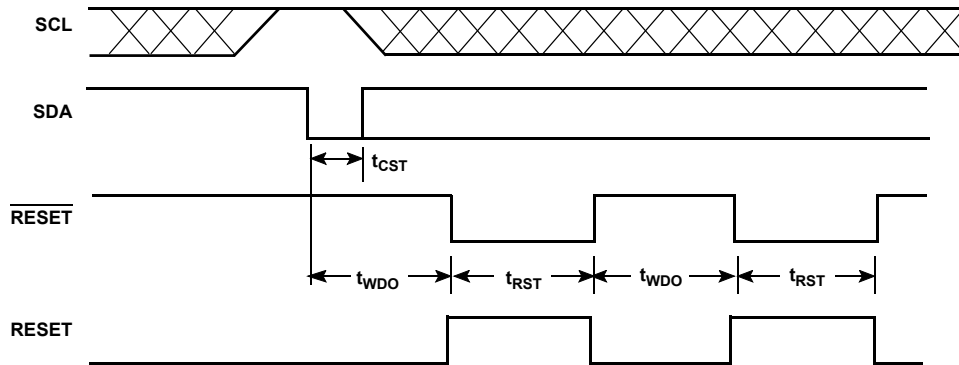 SCL
SDA
tCST
RESET
tWDO tRST tWDO tRST
RESET